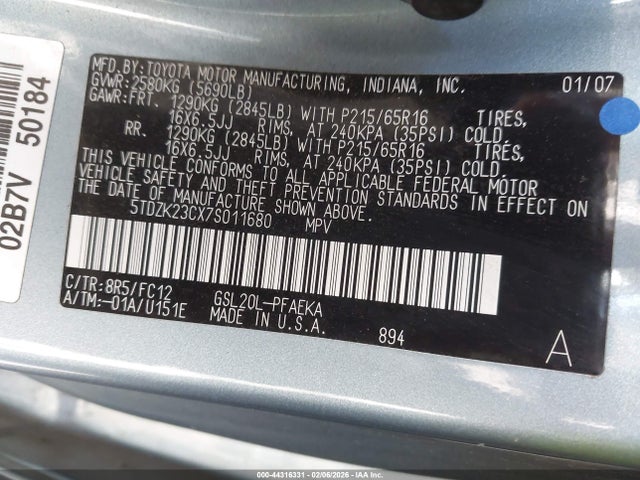 MFD.BY:TOYOTA MOTOR MANUFACTURING, INDIANA, INC. 01/07
GVWR:2580KG (5690LB)
GAWR:FRT. 1290KG (2845LB) WITH P215/65R16 TIRES,
16X6.5JJ RIMS, AT 240KPA (35PSI) COLD.
RR. 1290KG (2845LB) WITH P215/65R16 TIRES,
16X6.5JJ RIMS, AT 240KPA (35PSI) COLD.
THIS VEHICLE CONFORMS TO ALL APPLICABLE FEDERAL MOTOR
VEHICLE SAFETY AND THEFT PREVENTION STANDARDS IN EFFECT ON
THE DATE OF MANUFACTURE SHOWN ABOVE.
5TDZK23CX7S011680 MPV
C/TR:8R5/FC12 GSL20L-PFAEKA
A/TM:-01A/U151E MADE IN U.S.A.
894
A
02B7V 50184
000-44316331 - 02/06/2026 - IAAI.COM